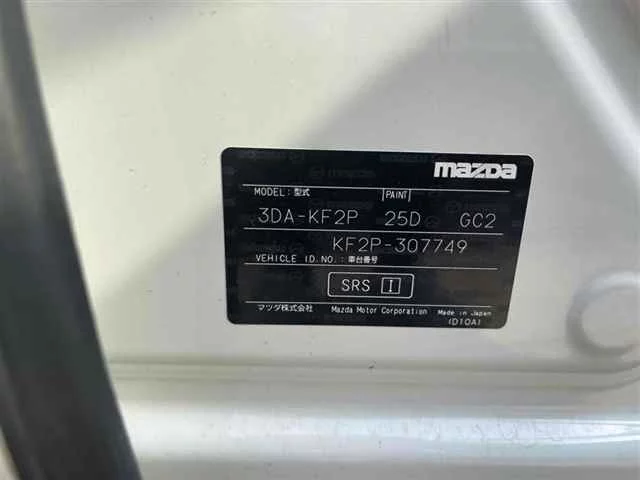 mazda
MODEL:型式 PAINT
3DA-KF2P 25D GC2
KF2P-307749
VEHICLE ID.NO.:車台番号
SRS I
マツダ株式会社 Mazda Motor Corporation Made in Japan
(D10A)